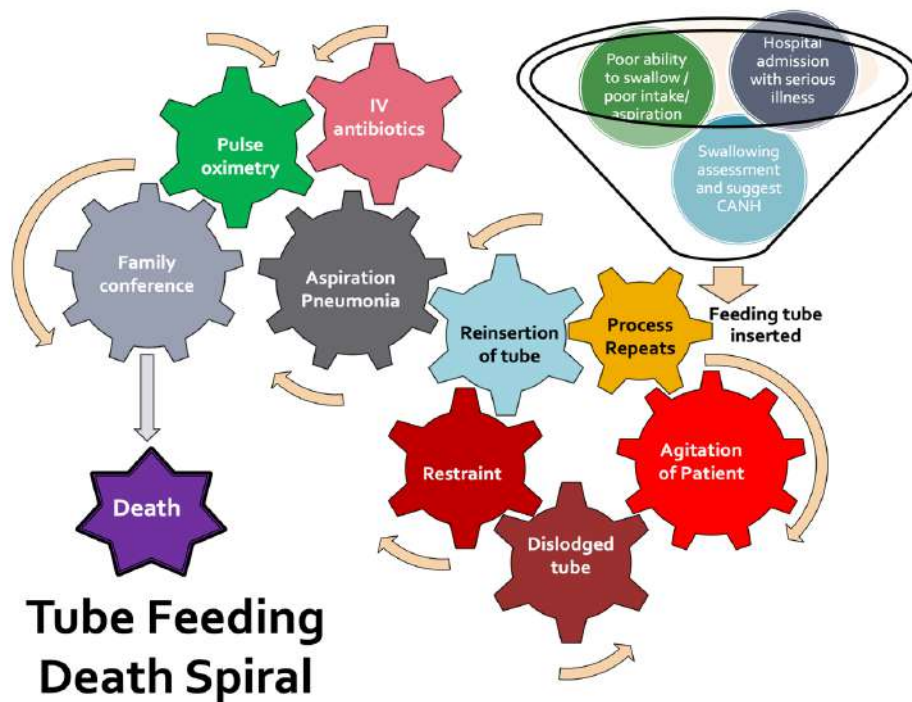 Poor ability
to swallow /
poor intake/
aspiration
Hospital
admission
with serious
illness
Swallowing
assessment
and suggest
CANH
Feeding tube
inserted
Agitation
of Patient
Dislodged
tube
Restraint
Reinsertion
of tube
Process
Repeats
Aspiration
Pneumonia
IV
antibiotics
Pulse
oximetry
Family
conference
Death
Tube Feeding
Death Spiral